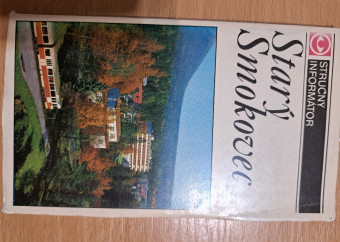 STRUČNÝ
INFORMÁTOR
Starý
Smokovec